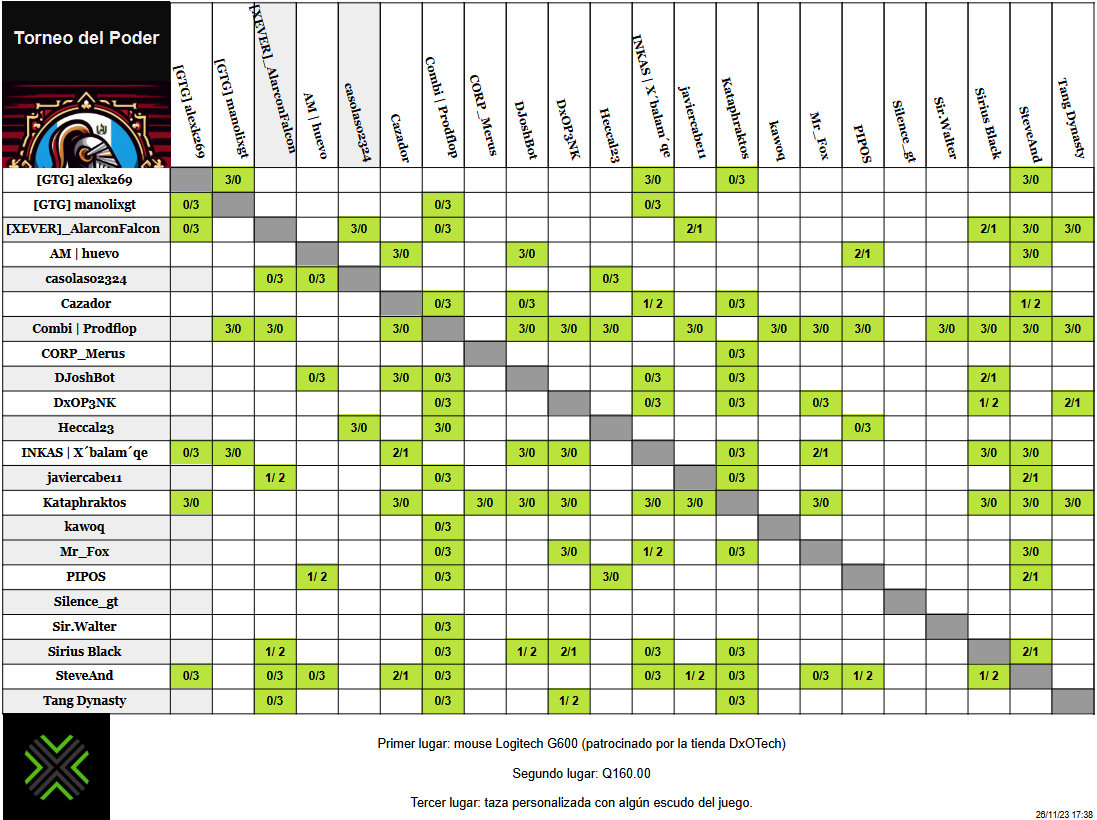 Torneo del Poder
[GTG] alexk269
[GTG] manolixgt
[XEVER]_AlarconFalcon
AM | huevo
casolaso2324
Cazador
Combi | Prodflop
CORP_Merus
DJoshBot
DxOP3NK
Heccal23
INKAS | X´balam´qe
javiercabe11
Kataphraktos
kawoq
Mr_Fox
PIPOS
Silence_gt
Sir.Walter
Sirius Black
SteveAnd
Tang Dynasty
[GTG] alexk269 3/0 3/0 0/3 3/0
[GTG] manolixgt 0/3 0/3 0/3
[XEVER]_AlarconFalcon 0/3 3/0 0/3 2/1 2/1 3/0 3/0
AM | huevo 3/0 3/0 2/1 3/0
casolaso2324 0/3 0/3 0/3
Cazador 0/3 0/3 1/ 2 0/3 1/ 2
Combi | Prodflop 3/0 3/0 3/0 3/0 3/0 3/0 3/0 3/0 3/0 3/0 3/0 3/0 3/0 3/0
CORP_Merus 0/3
DJoshBot 0/3 3/0 0/3 0/3 0/3 2/1
DxOP3NK 0/3 0/3 0/3 0/3 1/ 2 2/1
Heccal23 3/0 3/0 0/3
INKAS | X´balam´qe 0/3 3/0 2/1 3/0 3/0 0/3 2/1 3/0 3/0
javiercabe11 1/ 2 0/3 0/3 2/1
Kataphraktos 3/0 3/0 3/0 3/0 3/0 3/0 3/0 3/0 3/0 3/0 3/0
kawoq 0/3
Mr_Fox 0/3 3/0 1/ 2 0/3 3/0
PIPOS 1/ 2 0/3 3/0 2/1
Silence_gt
Sir.Walter 0/3
Sirius Black 1/ 2 0/3 1/ 2 2/1 0/3 0/3 2/1
SteveAnd 0/3 0/3 0/3 2/1 0/3 0/3 1/ 2 0/3 0/3 1/ 2 1/ 2
Tang Dynasty 0/3 1/ 2 0/3
Primer lugar: mouse Logitech G600 (patrocinado por la tienda DxOTech)
Segundo lugar: Q160.00
Tercer lugar: taza personalizada con algún escudo del juego.
26/11/23 17:38